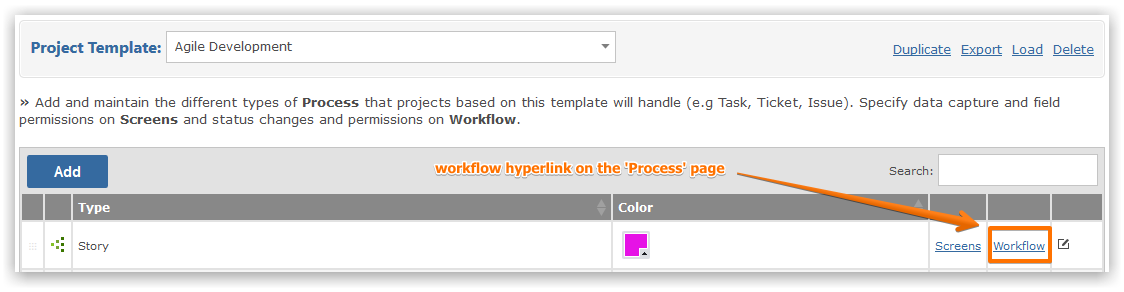 Project Template: Agile Development Duplicate Export Load Delete
» Add and maintain the different types of Process that projects based on this template will handle (e.g Task, Ticket, Issue). Specify data capture and field
permissions on Screens and status changes and permissions on Workflow.
Add workflow hyperlink on the 'Process' page Search:
Type Color
Story Screens Workflow